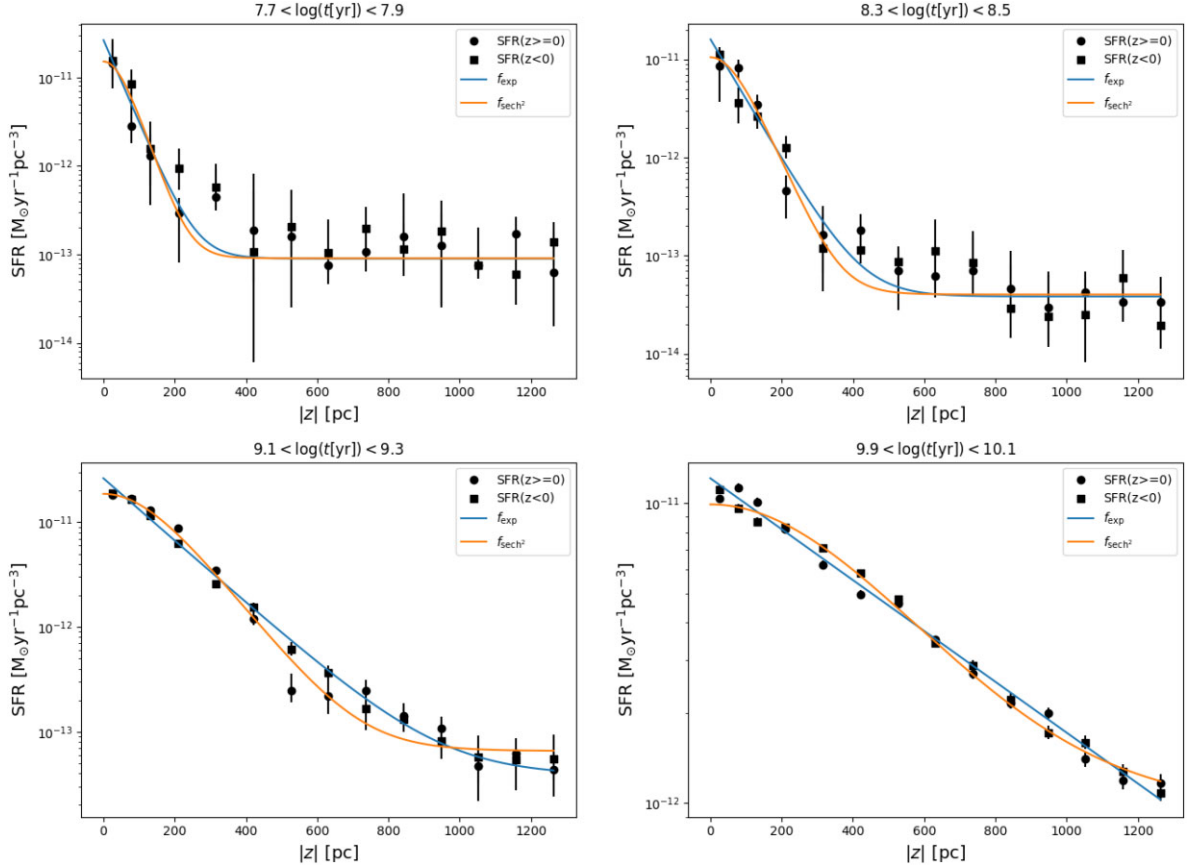 7.7 < log(t[yr]) < 7.9
SFR [M⊙yr⁻¹pc⁻³]
10⁻¹¹
10⁻¹²
10⁻¹³
10⁻¹⁴
SFR(z>=0)
SFR(z<0)
f_exp
f_sech²
0 200 400 600 800 1000 1200
|z| [pc]
8.3 < log(t[yr]) < 8.5
SFR [M⊙yr⁻¹pc⁻³]
10⁻¹¹
10⁻¹²
10⁻¹³
10⁻¹⁴
SFR(z>=0)
SFR(z<0)
f_exp
f_sech²
0 200 400 600 800 1000 1200
|z| [pc]
9.1 < log(t[yr]) < 9.3
SFR [M⊙yr⁻¹pc⁻³]
10⁻¹¹
10⁻¹²
10⁻¹³
SFR(z>=0)
SFR(z<0)
f_exp
f_sech²
0 200 400 600 800 1000 1200
|z| [pc]
9.9 < log(t[yr]) < 10.1
SFR [M⊙yr⁻¹pc⁻³]
10⁻¹¹
10⁻¹²
SFR(z>=0)
SFR(z<0)
f_exp
f_sech²
0 200 400 600 800 1000 1200
|z| [pc]